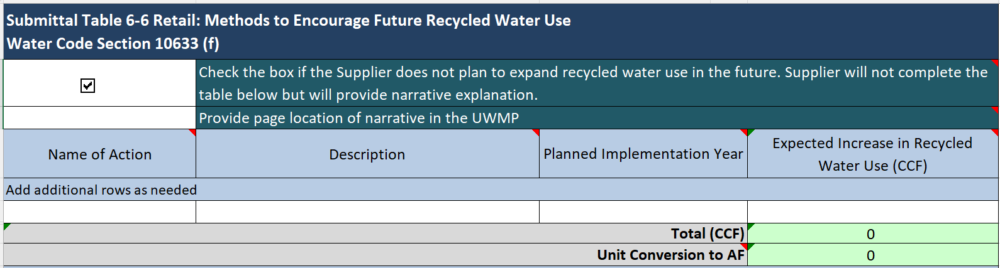 Submittal Table 6-6 Retail: Methods to Encourage Future Recycled Water Use
Water Code Section 10633 (f)
Check the box if the Supplier does not plan to expand recycled water use in the future. Supplier will not complete the
table below but will provide narrative explanation.
Provide page location of narrative in the UWMP
Name of Action
Description
Planned Implementation Year
Expected Increase in Recycled
Water Use (CCF)
Add additional rows as needed
Total (CCF)
0
Unit Conversion to AF
0